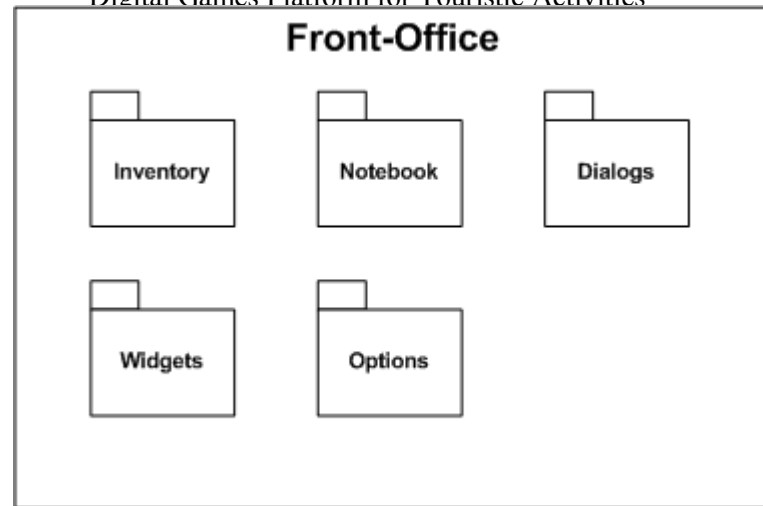 Digital Games Platform for Touristic Activities
Front-Office
Inventory
Notebook
Dialogs
Widgets
Options